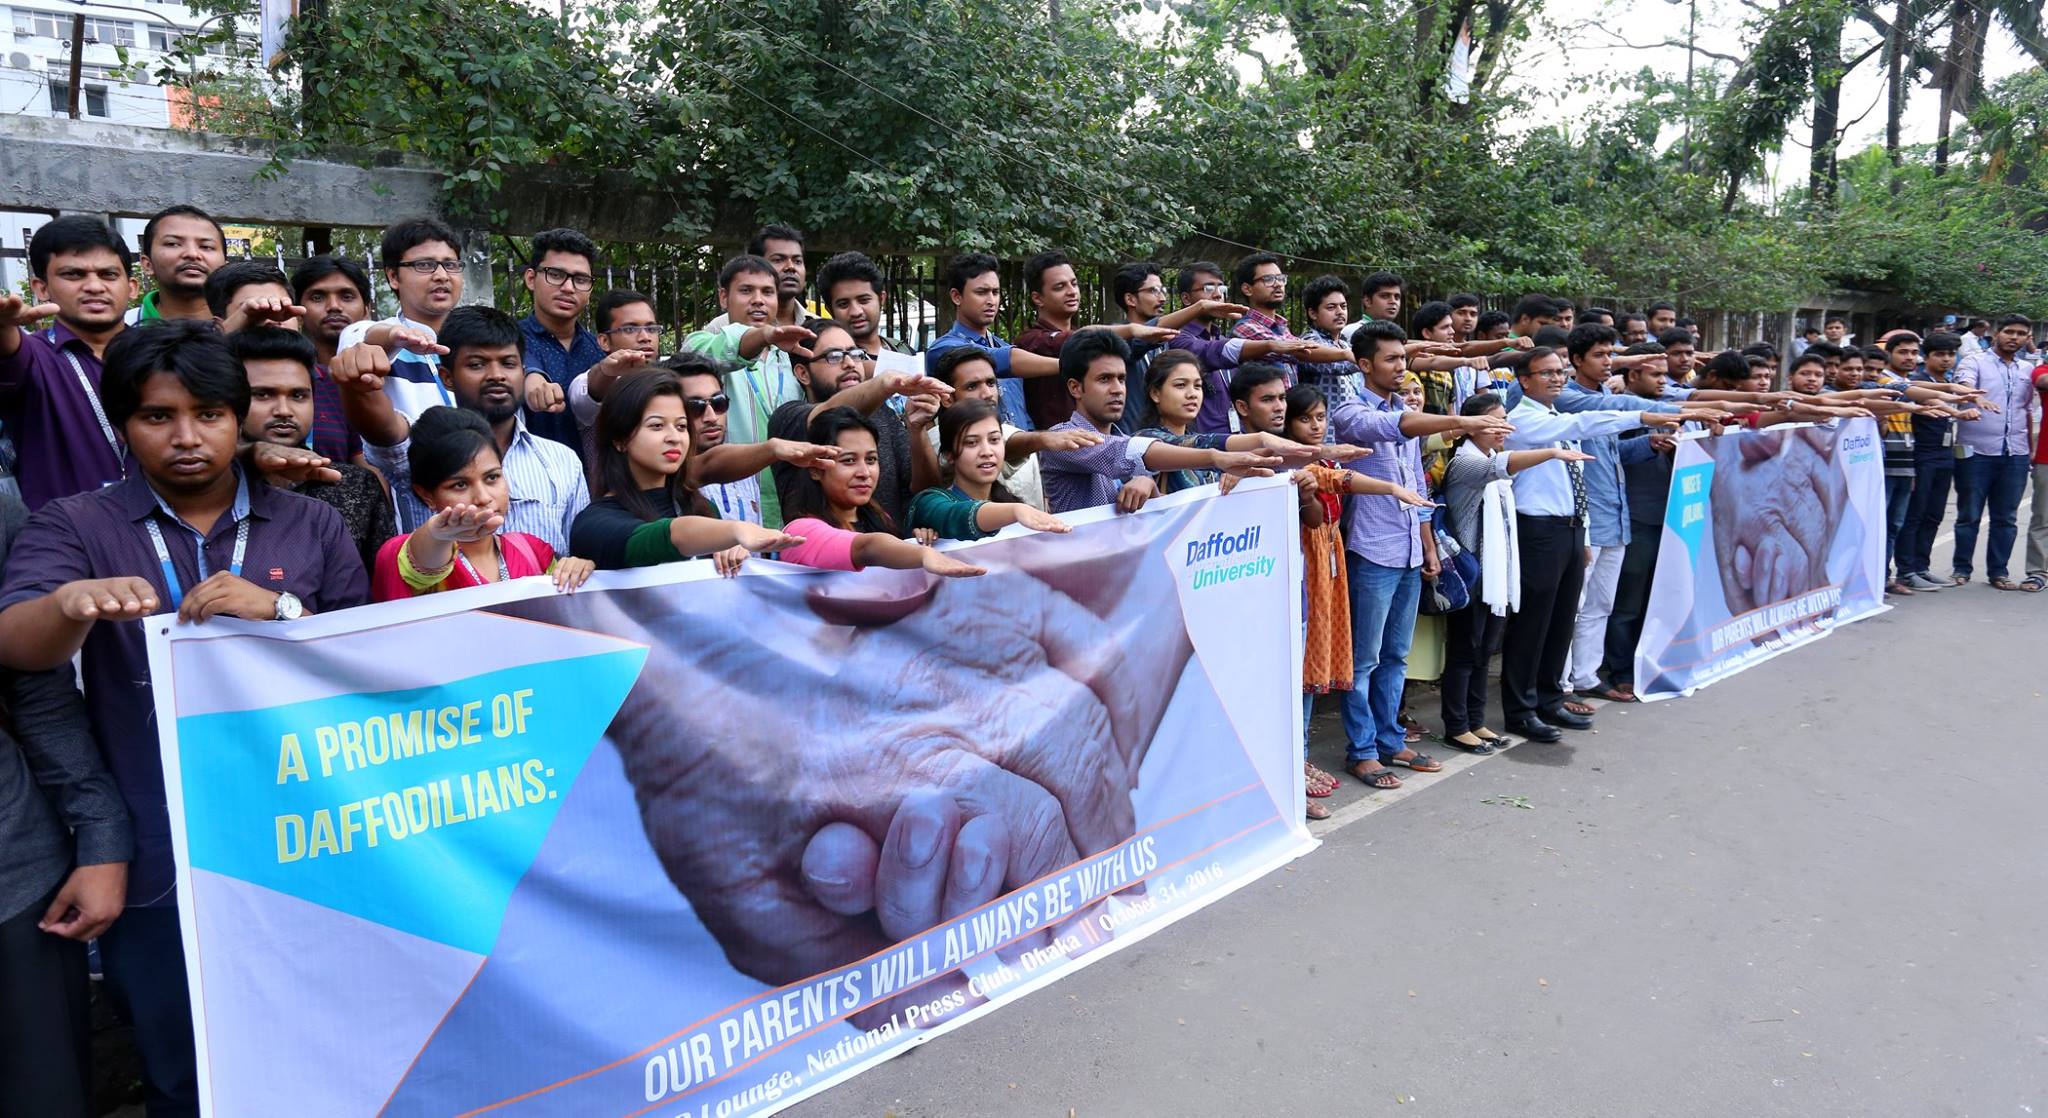 A PROMISE OF
DAFFODILIANS:
Daffodil
University
OUR PARENTS WILL ALWAYS BE WITH US
Lounge, National Press Club, Dhaka || October 31, 2016
Daffodil
University
OUR PARENTS WILL ALWAYS BE WITH US